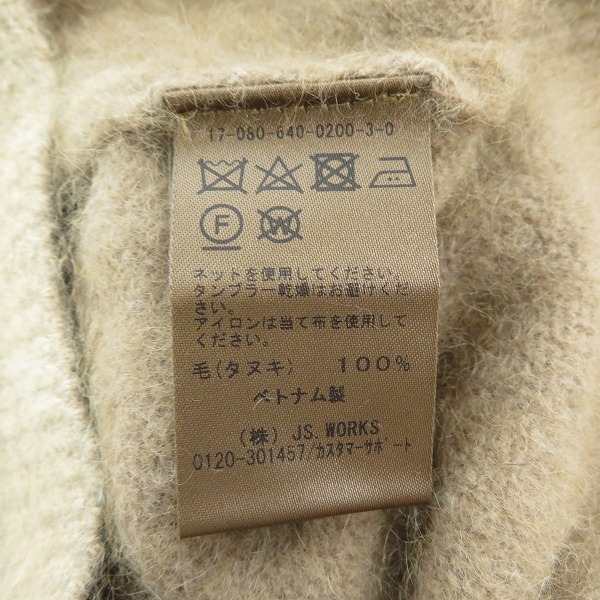 17-080-640-0200-3-0
F W
ネットを使用してください。
タンブラー乾燥はお避けくだ
さい。
アイロンは当て布を使用して
ください。
毛(タヌキ) 100%
ベトナム製
(株) JS.WORKS
0120-301457/カスタマーサポート